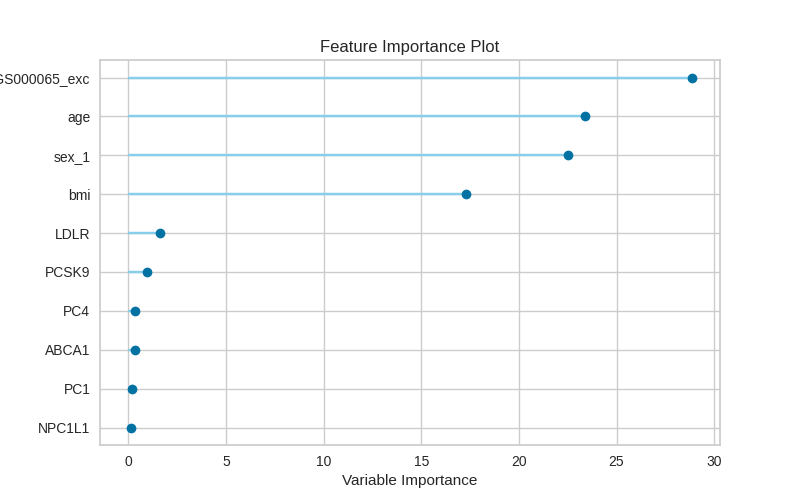 Feature Importance Plot
GS000065_exc
age
sex_1
bmi
LDLR
PCSK9
PC4
ABCA1
PC1
NPC1L1
0 5 10 15 20 25 30
Variable Importance